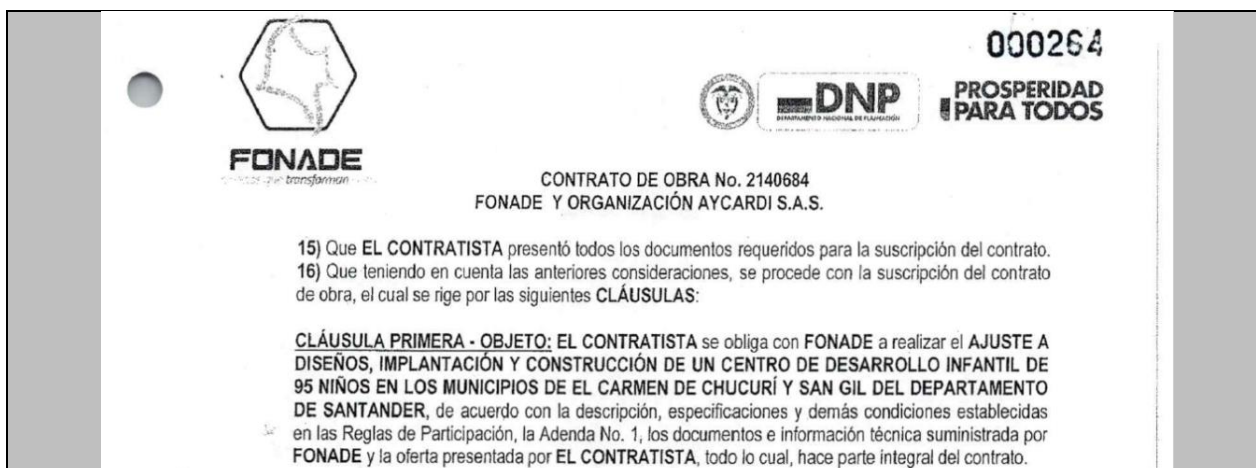 000264
DNP
DEPARTAMENTO NACIONAL DE PLANEACIÓN
PROSPERIDAD
PARA TODOS
FONADE
que transforman
CONTRATO DE OBRA No. 2140684
FONADE Y ORGANIZACIÓN AYCARDI S.A.S.
15) Que EL CONTRATISTA presentó todos los documentos requeridos para la suscripción del contrato.
16) Que teniendo en cuenta las anteriores consideraciones, se procede con la suscripción del contrato
de obra, el cual se rige por las siguientes CLÁUSULAS:
CLÁUSULA PRIMERA - OBJETO: EL CONTRATISTA se obliga con FONADE a realizar el AJUSTE A
DISEÑOS, IMPLANTACIÓN Y CONSTRUCCIÓN DE UN CENTRO DE DESARROLLO INFANTIL DE
95 NIÑOS EN LOS MUNICIPIOS DE EL CARMEN DE CHUCURÍ Y SAN GIL DEL DEPARTAMENTO
DE SANTANDER, de acuerdo con la descripción, especificaciones y demás condiciones establecidas
en las Reglas de Participación, la Adenda No. 1, los documentos e información técnica suministrada por
FONADE y la oferta presentada por EL CONTRATISTA, todo lo cual, hace parte integral del contrato.